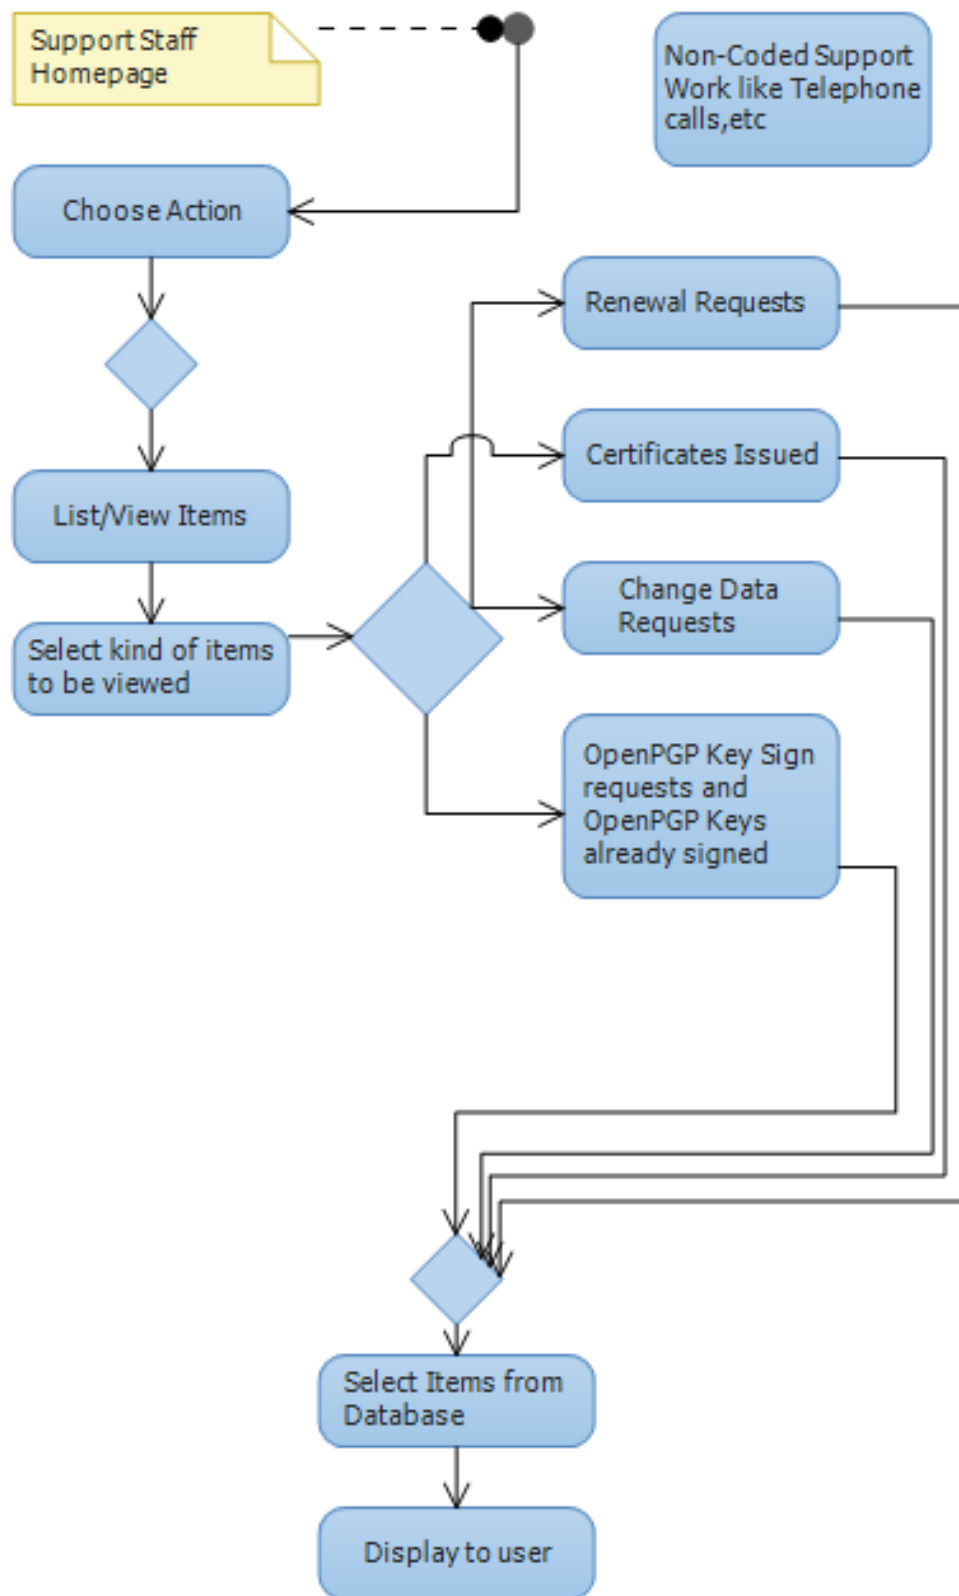 Support Staff
Homepage
Non-Coded Support
Work like Telephone
calls,etc
Choose Action
Renewal Requests
Certificates Issued
List/View Items
Change Data
Requests
Select kind of items
to be viewed
OpenPGP Key Sign
requests and
OpenPGP Keys
already signed
Select Items from
Database
Display to user